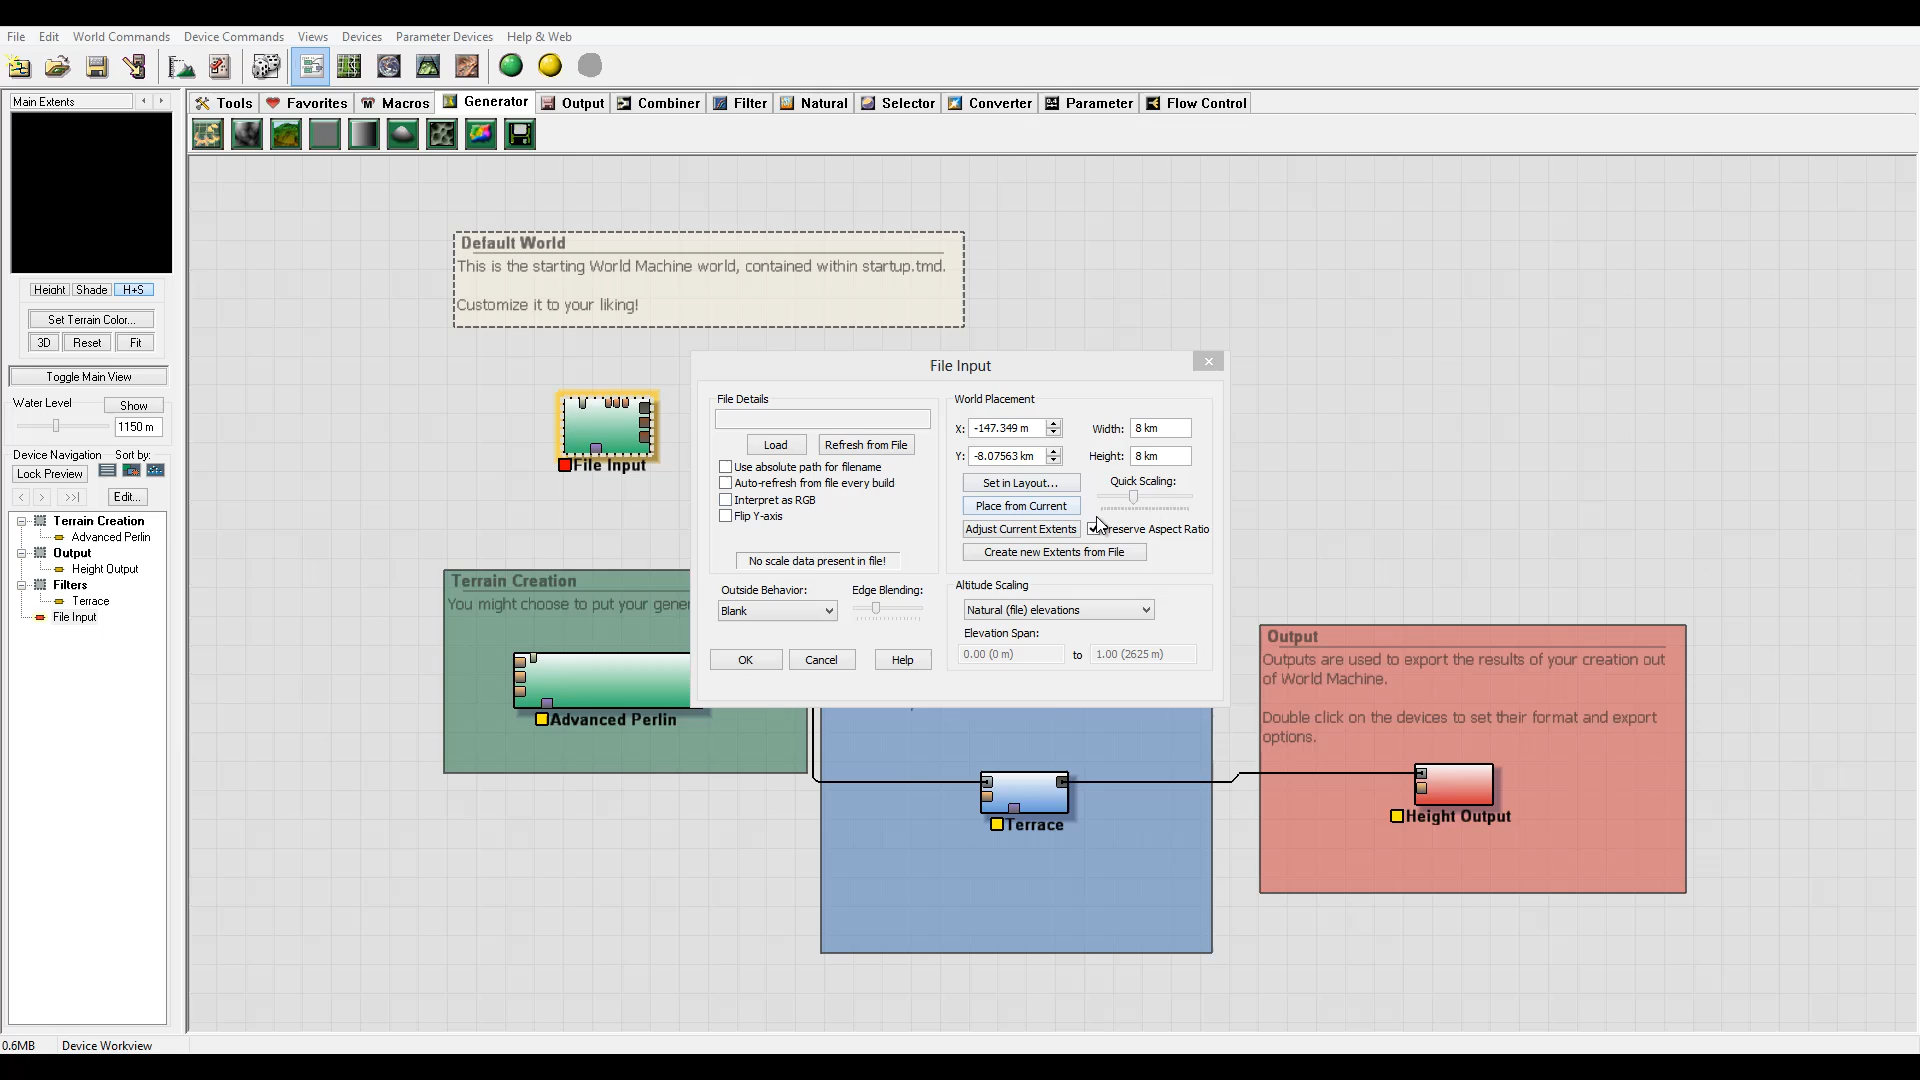 File Edit World Commands Device Commands Views Devices Parameter Devices Help & Web
Main Extents
Tools Favorites Macros Generator Output Combiner Filter Natural Selector Converter Parameter Flow Control
Height Shade H+S
Set Terrain Color...
3D Reset Fit
Toggle Main View
Water Level Show
1150 m
Device Navigation Sort by:
Lock Preview
Edit...
Terrain Creation
Advanced Perlin
Output
Height Output
Filters
Terrace
File Input
Default World
This is the starting World Machine world, contained within startup.tmd.
Customize it to your liking!
File Input
Terrain Creation
You might choose to put your gener
Advanced Perlin
File Input
File Details
Load Refresh from File
Use absolute path for filename
Auto-refresh from file every build
Interpret as RGB
Flip Y-axis
No scale data present in file!
Outside Behavior: Edge Blending:
Blank
OK Cancel Help
World Placement
X: -147.349 m Width: 8 km
Y: -8.07563 km Height: 8 km
Set in Layout... Quick Scaling:
Place from Current
Adjust Current Extents reserve Aspect Ratio
Create new Extents from File
Altitude Scaling
Natural (file) elevations
Elevation Span:
0.00 (0 m) to 1.00 (2625 m)
Terrace
Output
Outputs are used to export the results of your creation out
of World Machine.
Double click on the devices to set their format and export
options.
Height Output
0.6MB Device Workview